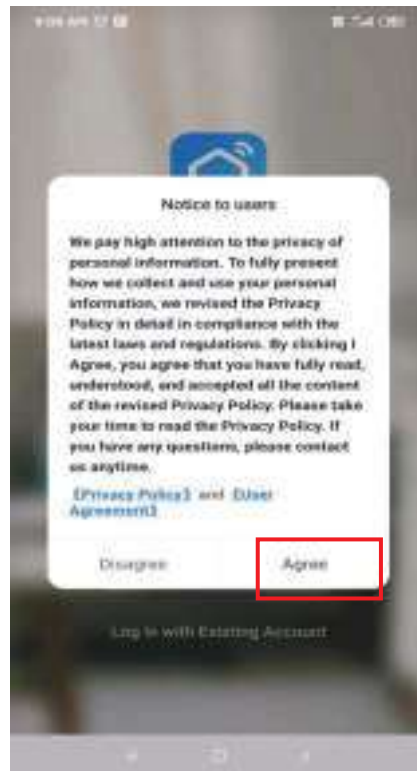 Notice to users
We pay high attention to the privacy of
personal information. To fully present
how we collect and use your personal
information, we revised the Privacy
Policy in detail in compliance with the
latest laws and regulations. By clicking I
Agree, you agree that you have fully read,
understood, and accepted all the content
of the revised Privacy Policy. Please take
your time to read the Privacy Policy. If
you have any questions, please contact
us anytime.
【Privacy Policy】 and 【User
Agreement】
Disagree Agree
Log In with Existing Account